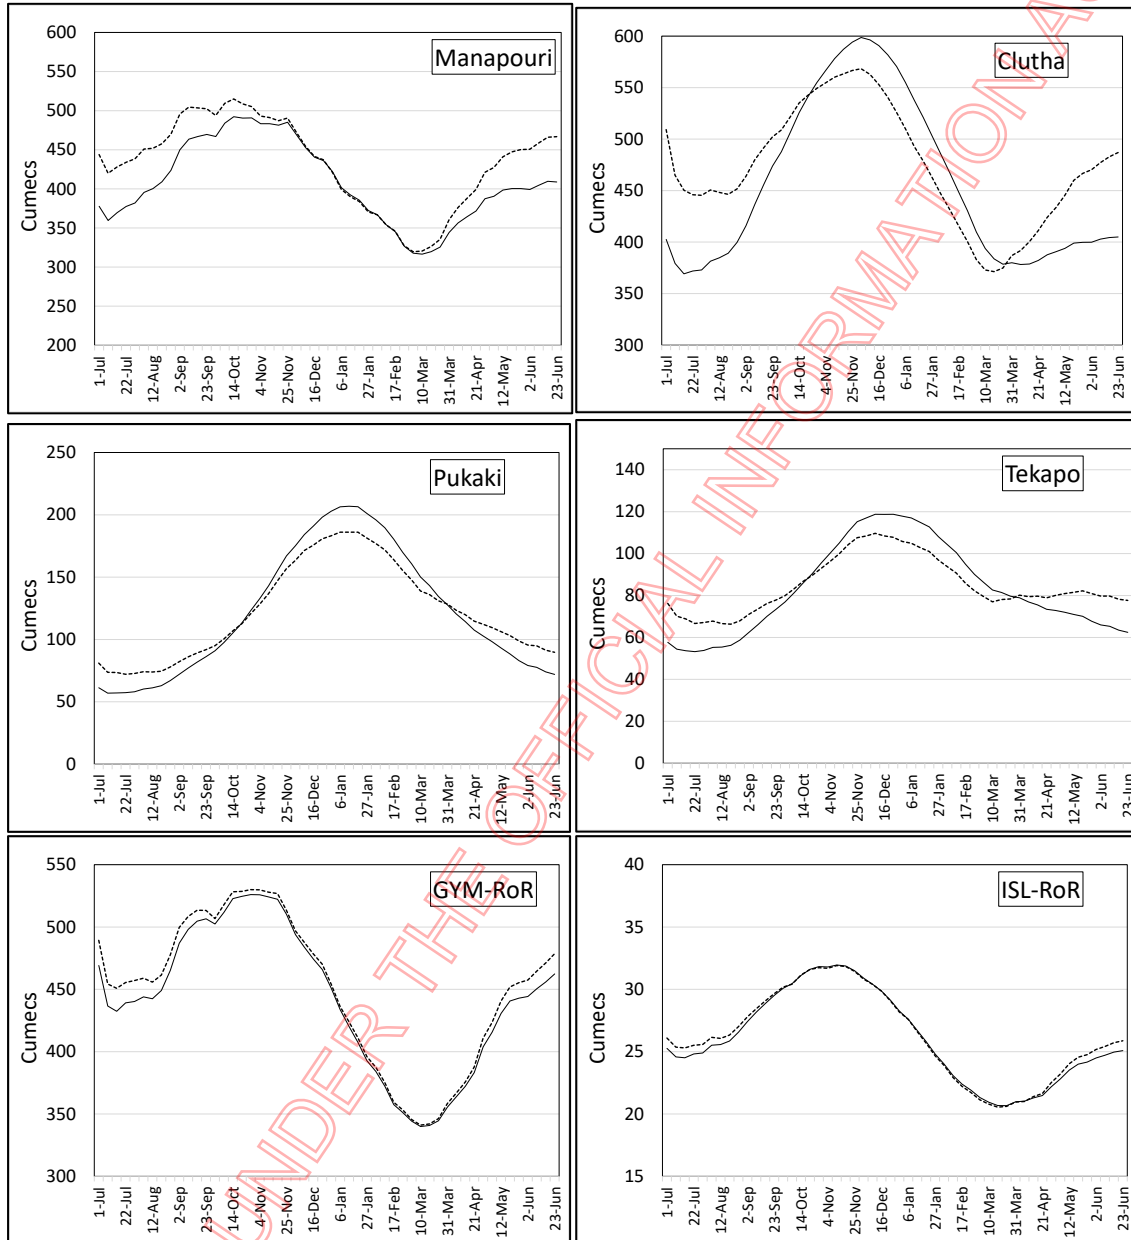 Manapouri
Cumecs
600
550
500
450
400
350
300
250
200
1-Jul
22-Jul
12-Aug
2-Sep
23-Sep
14-Oct
4-Nov
25-Nov
16-Dec
6-Jan
27-Jan
17-Feb
10-Mar
31-Mar
21-Apr
12-May
2-Jun
23-Jun
Clutha
Cumecs
600
550
500
450
400
350
300
1-Jul
22-Jul
12-Aug
2-Sep
23-Sep
14-Oct
4-Nov
25-Nov
16-Dec
6-Jan
27-Jan
17-Feb
10-Mar
31-Mar
21-Apr
12-May
2-Jun
23-Jun
Pukaki
Cumecs
250
200
150
100
50
0
1-Jul
22-Jul
12-Aug
2-Sep
23-Sep
14-Oct
4-Nov
25-Nov
16-Dec
6-Jan
27-Jan
17-Feb
10-Mar
31-Mar
21-Apr
12-May
2-Jun
23-Jun
Tekapo
Cumecs
140
120
100
80
60
40
20
0
1-Jul
22-Jul
12-Aug
2-Sep
23-Sep
14-Oct
4-Nov
25-Nov
16-Dec
6-Jan
27-Jan
17-Feb
10-Mar
31-Mar
21-Apr
12-May
2-Jun
23-Jun
GYM-RoR
Cumecs
550
500
450
400
350
300
1-Jul
22-Jul
12-Aug
2-Sep
23-Sep
14-Oct
4-Nov
25-Nov
16-Dec
6-Jan
27-Jan
17-Feb
10-Mar
31-Mar
21-Apr
12-May
2-Jun
23-Jun
ISL-RoR
Cumecs
40
35
30
25
20
15
1-Jul
22-Jul
12-Aug
2-Sep
23-Sep
14-Oct
4-Nov
25-Nov
16-Dec
6-Jan
27-Jan
17-Feb
10-Mar
31-Mar
21-Apr
12-May
2-Jun
23-Jun
UNDER THE OFFICIAL INFORMATION